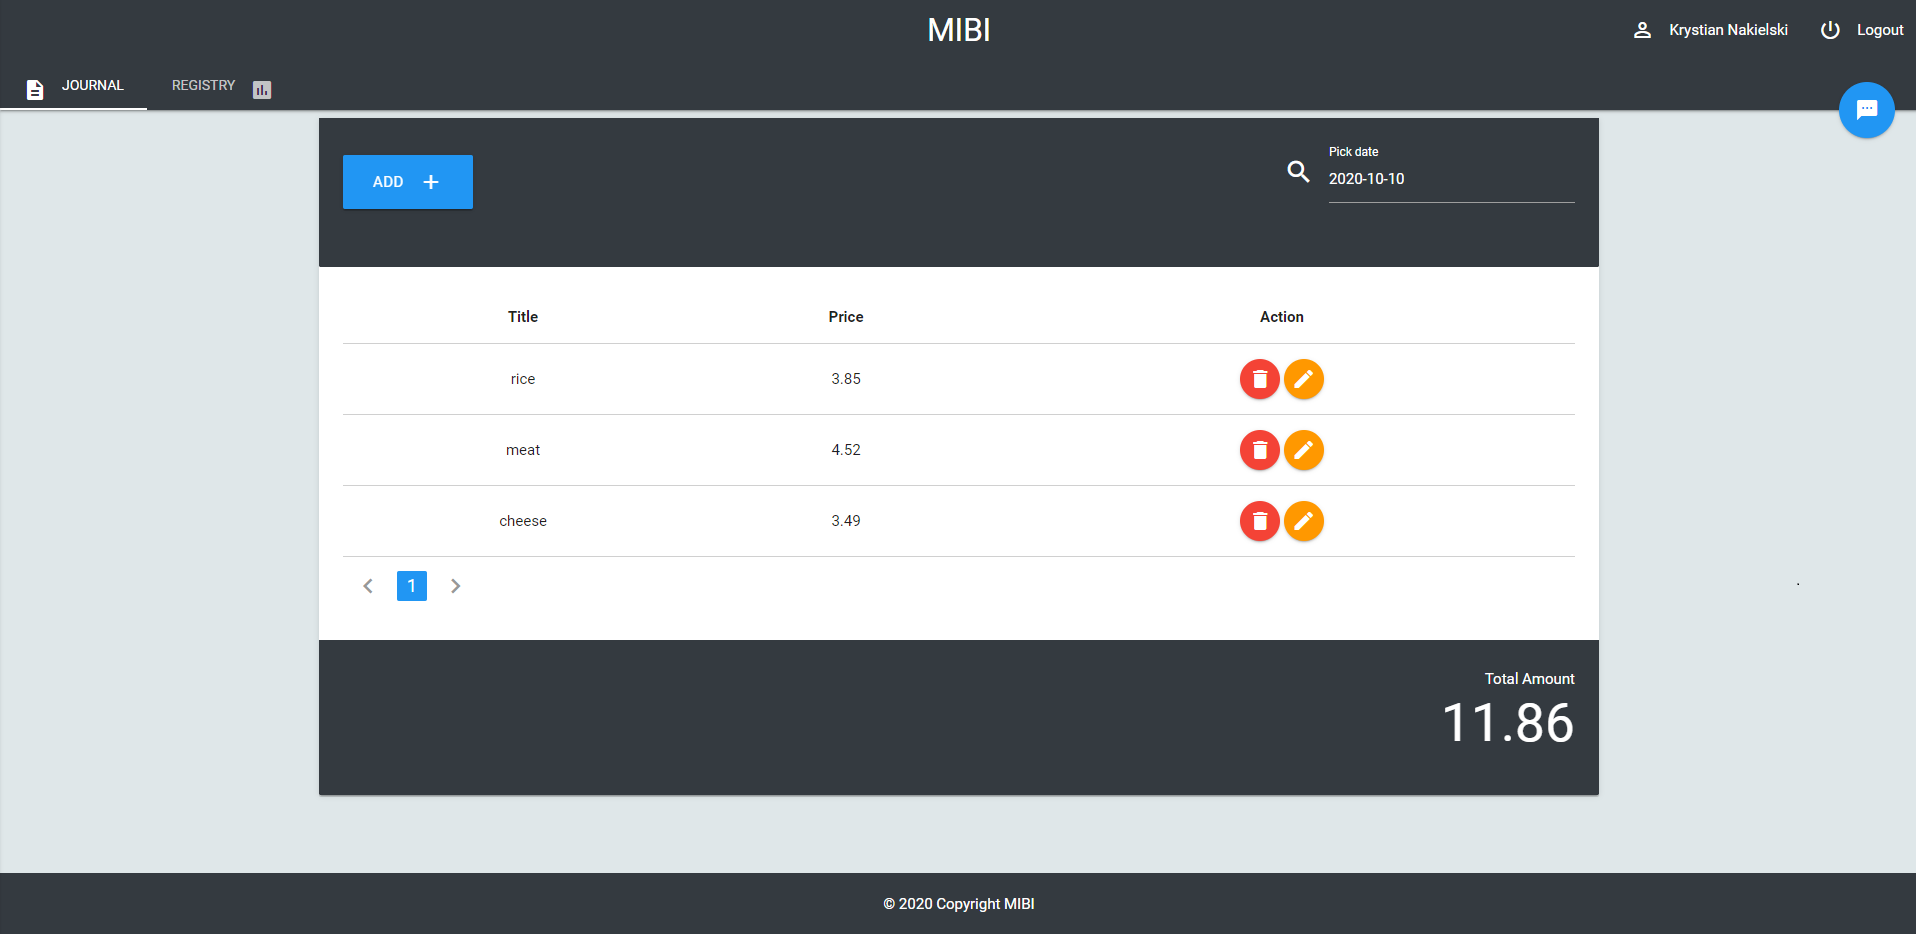 MIBI
Krystian Nakielski
Logout
JOURNAL
REGISTRY
ADD
Pick date
2020-10-10
Title Price Action
rice 3.85
meat 4.52
cheese 3.49
1
Total Amount
11.86
© 2020 Copyright MIBI